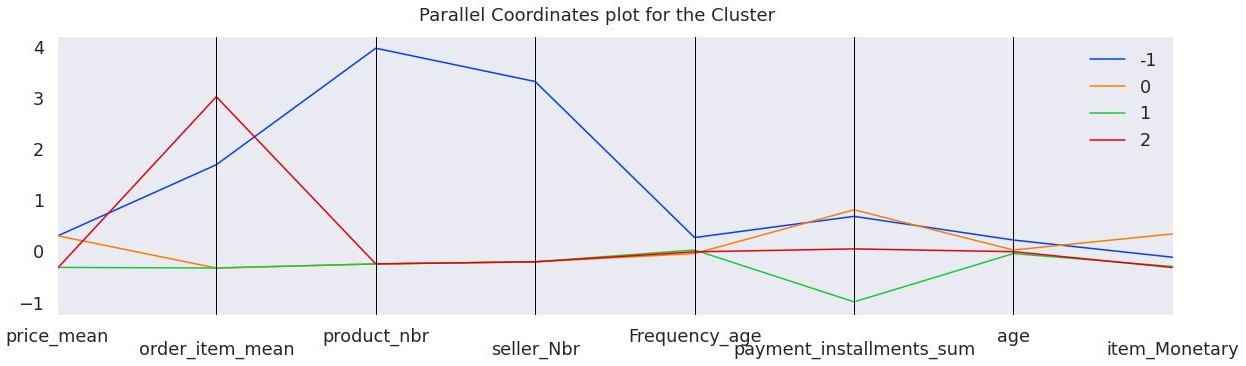 Parallel Coordinates plot for the Cluster
4
3
2
1
0
−1
-1
0
1
2
price_mean
order_item_mean
product_nbr
seller_Nbr
Frequency_age
payment_installments_sum
age
item_Monetary